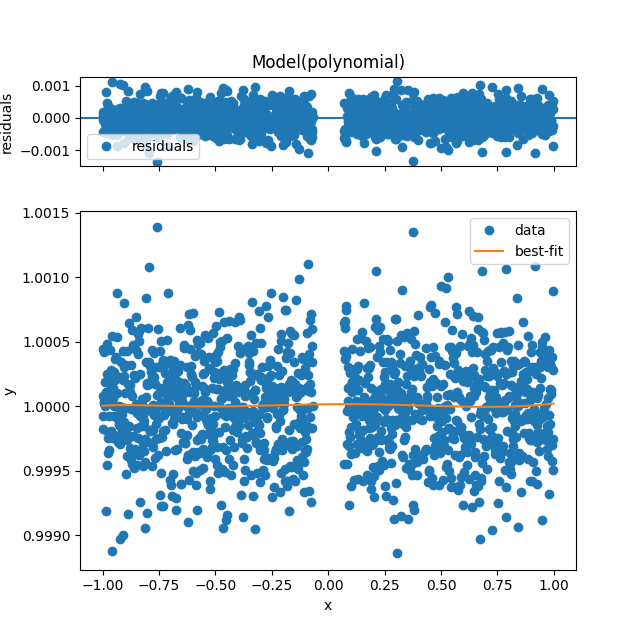 Model(polynomial)
residuals
0.001
0.000
−0.001
residuals
y
1.0015
1.0010
1.0005
1.0000
0.9995
0.9990
data
best-fit
−1.00 −0.75 −0.50 −0.25 0.00 0.25 0.50 0.75 1.00
x